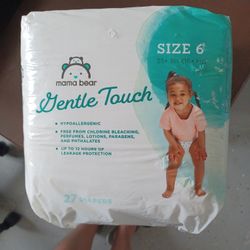 mama bear
SIZE 6
Gentle Touch
• HYPOALLERGENIC
• FREE FROM CHLORINE BLEACHING,
PERFUMES, LOTIONS, PARABENS,
AND PHTHALATES
• UP TO 12 HOURS OF
LEAKAGE PROTECTION
27 DIAPERS